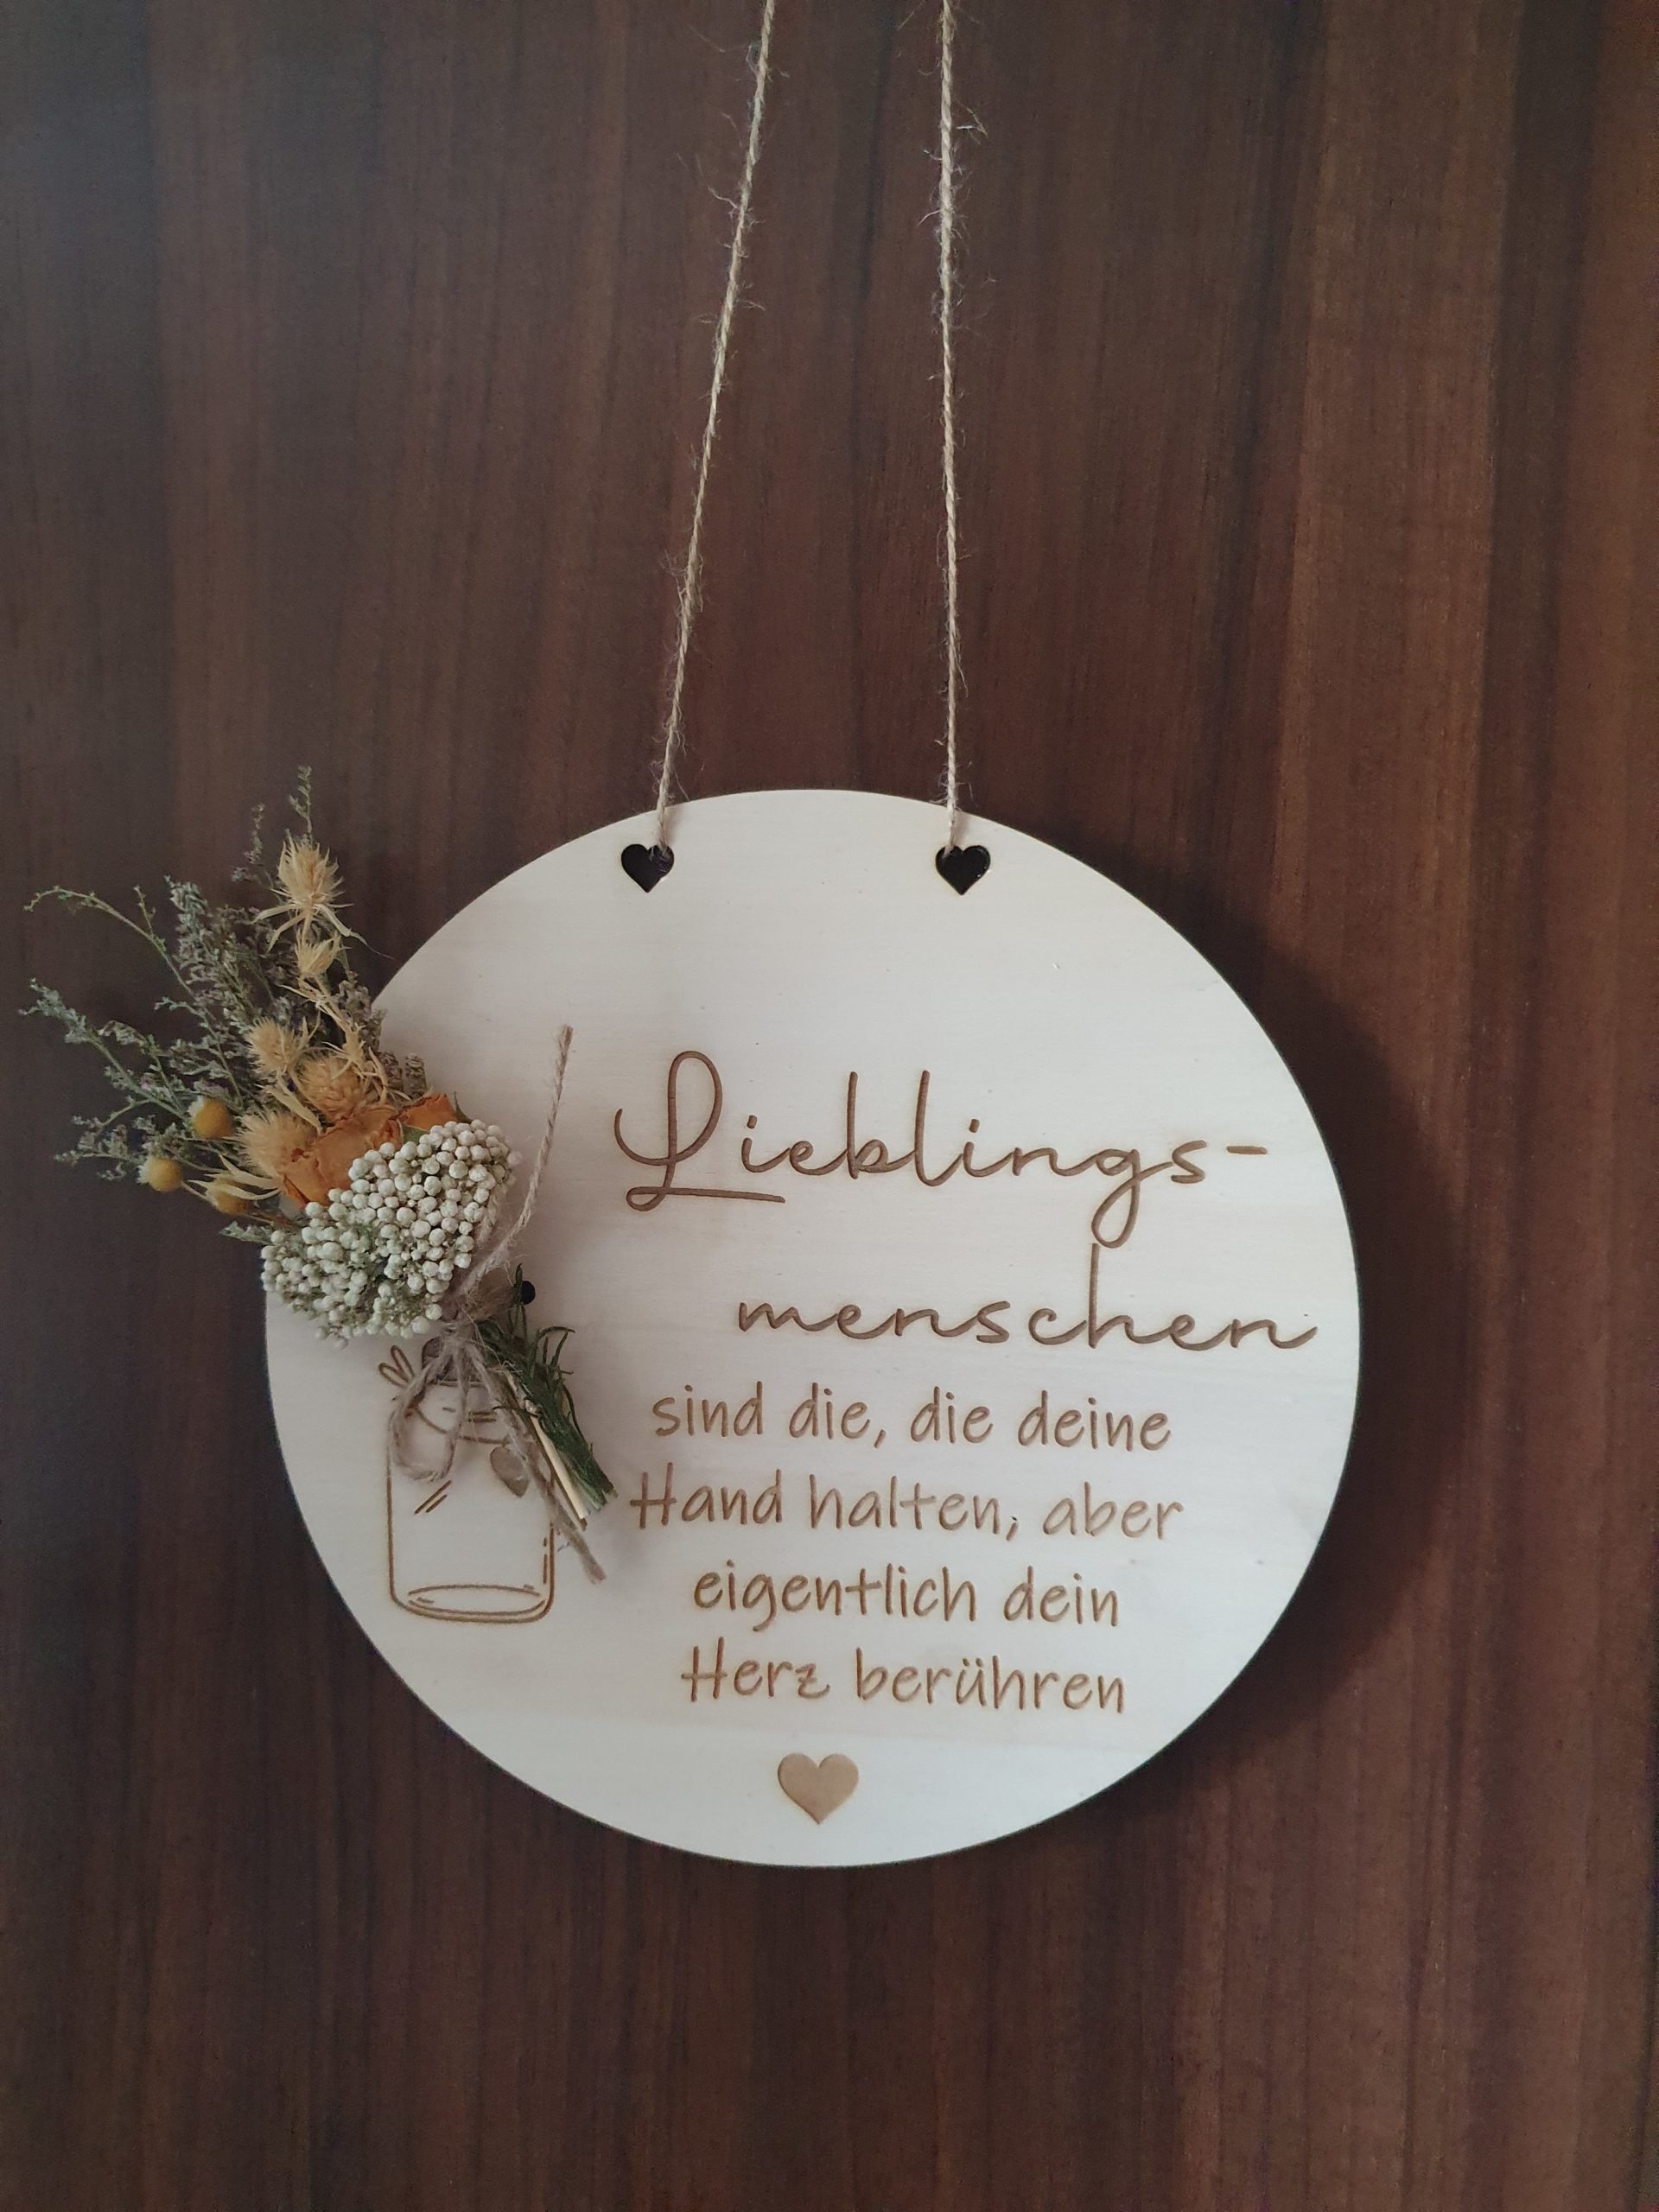 Lieblings-
menschen
sind die, die deine
Hand halten, aber
eigentlich dein
Herz berühren